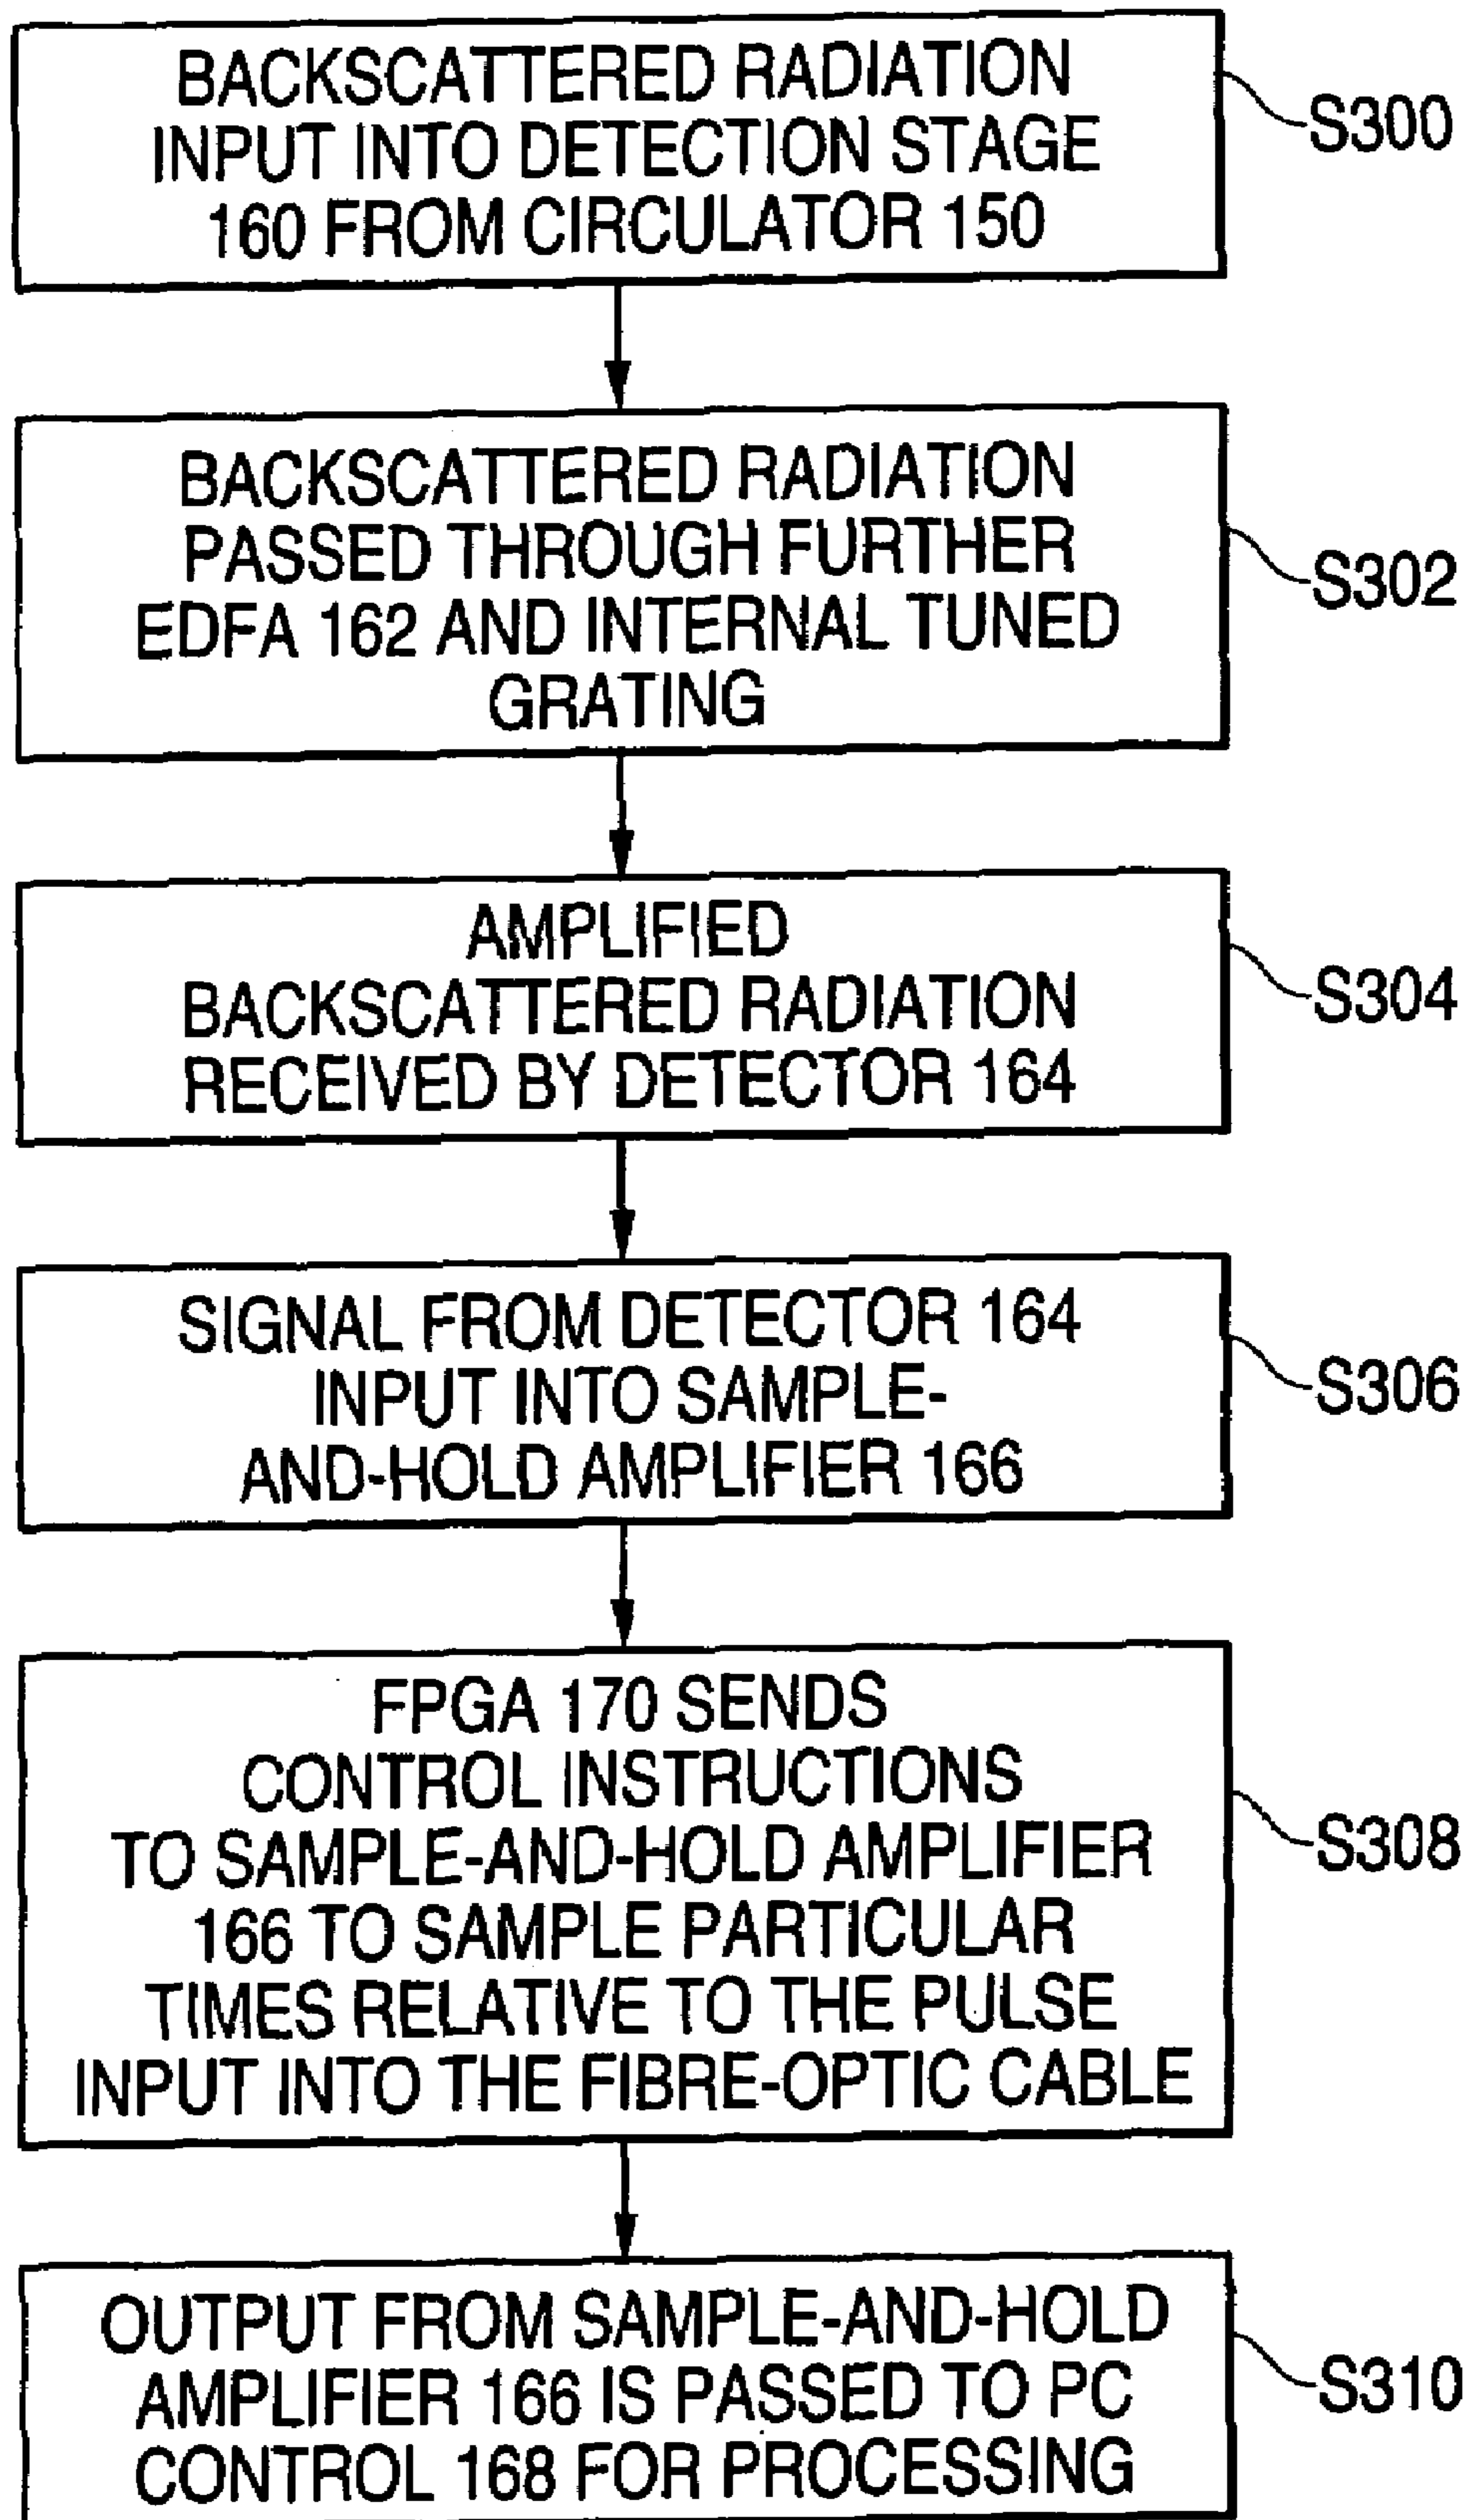 BACKSCATTERED RADIATION
INPUT INTO DETECTION STAGE
160 FROM CIRCULATOR 150
S300
BACKSCATTERED RADIATION
PASSED THROUGH FURTHER
EDFA 162 AND INTERNAL TUNED
GRATING
S302
AMPLIFIED
BACKSCATTERED RADIATION
RECEIVED BY DETECTOR 164
S304
SIGNAL FROM DETECTOR 164
INPUT INTO SAMPLE-
AND-HOLD AMPLIFIER 166
S306
FPGA 170 SENDS
CONTROL INSTRUCTIONS
TO SAMPLE-AND-HOLD AMPLIFIER
166 TO SAMPLE PARTICULAR
TIMES RELATIVE TO THE PULSE
INPUT INTO THE FIBRE-OPTIC CABLE
S308
OUTPUT FROM SAMPLE-AND-HOLD
AMPLIFIER 166 IS PASSED TO PC
CONTROL 168 FOR PROCESSING
S310